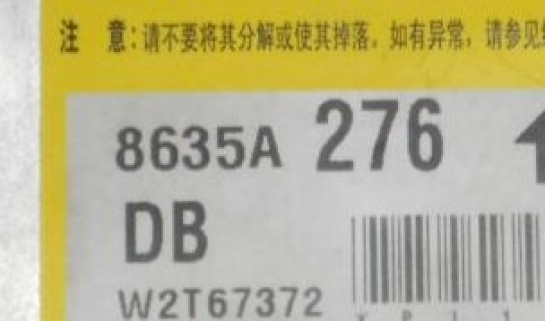 注 意:请不要将其分解或使其掉落。如有异常,请参见
8635A 276
DB
W2T67372